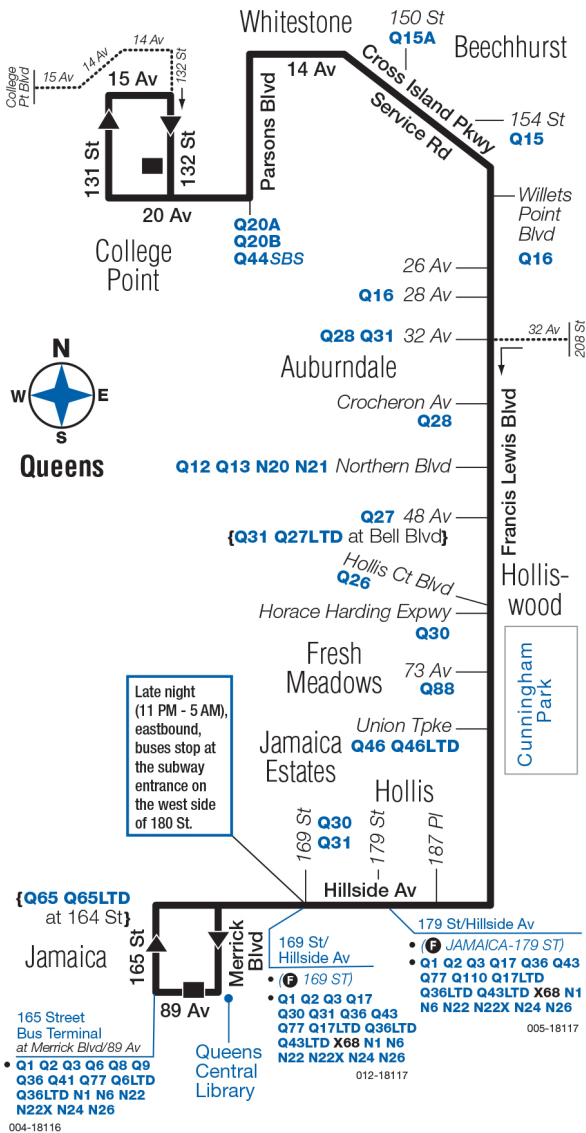 Whitestone
150 St
Q15A
Beechhurst
14 Av
14 Av
15 Av
College
Pt Blvd
132 St
15 Av
14 Av
Cross Island Pkwy
Service Rd
Parsons Blvd
154 St
Q15
131 St
132 St
20 Av
Willets
Point
Blvd
Q16
Q20A
Q20B
Q44SBS
College
Point
26 Av
Q16 28 Av
Q28 Q31 32 Av
32 Av
208 St
Auburndale
N
W
E
S
Queens
Crocheron Av
Q28
Francis Lewis Blvd
Q12 Q13 N20 N21 Northern Blvd
Q27 48 Av
{Q31 Q27LTD at Bell Blvd}
Hollis Ct Blvd
Q26
Hollis-
wood
Horace Harding Expwy
Q30
Cunningham
Park
Fresh
Meadows
73 Av
Q88
Late night
(11 PM - 5 AM),
eastbound,
buses stop at
the subway
entrance on
the west side
of 180 St.
Union Tpke
Q46 Q46LTD
Jamaica
Estates
Hollis
169 St
Q30
Q31
179 St
187 Pl
Hillside Av
{Q65 Q65LTD
at 164 St}
Jamaica
165 St
Merrick
Blvd
89 Av
169 St/
Hillside Av
• (F 169 ST)
• Q1 Q2 Q3 Q17
Q30 Q31 Q36 Q43
Q77 Q17LTD Q36LTD
Q43LTD X68 N1 N6
N22 N22X N24 N26
012-18117
179 St/Hillside Av
• (F JAMAICA-179 ST)
• Q1 Q2 Q3 Q17 Q36 Q43
Q77 Q110 Q17LTD
Q36LTD Q43LTD X68 N1
N6 N22 N22X N24 N26
005-18117
165 Street
Bus Terminal
at Merrick Blvd/89 Av
• Q1 Q2 Q3 Q6 Q8 Q9
Q36 Q41 Q77 Q6LTD
Q36LTD N1 N6 N22
N22X N24 N26
004-18116
Queens
Central
Library